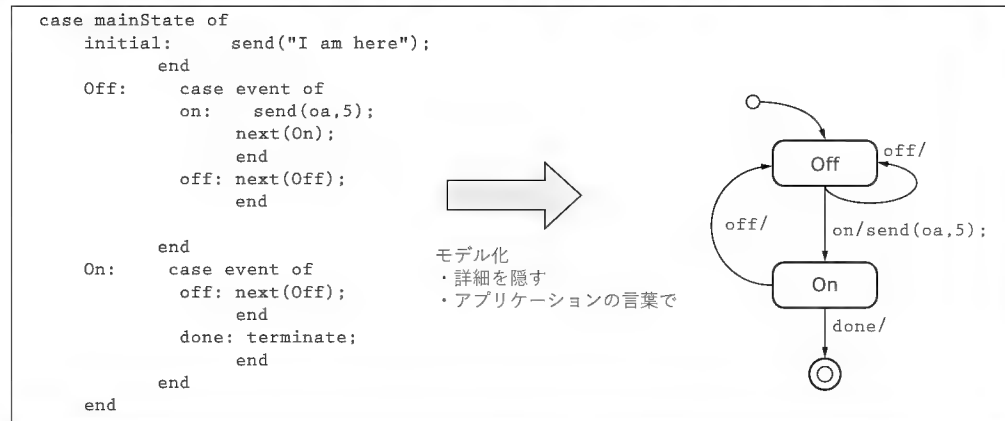 case mainState of
initial: send("I am here");
end
Off: case event of
on: send(oa,5);
next(On);
end
off: next(Off);
end
end
On: case event of
off: next(Off);
end
done: terminate;
end
end
end
モデル化
・詳細を隠す
・アプリケーションの言葉で
Off
off/
off/
on/send(oa,5);
On
done/